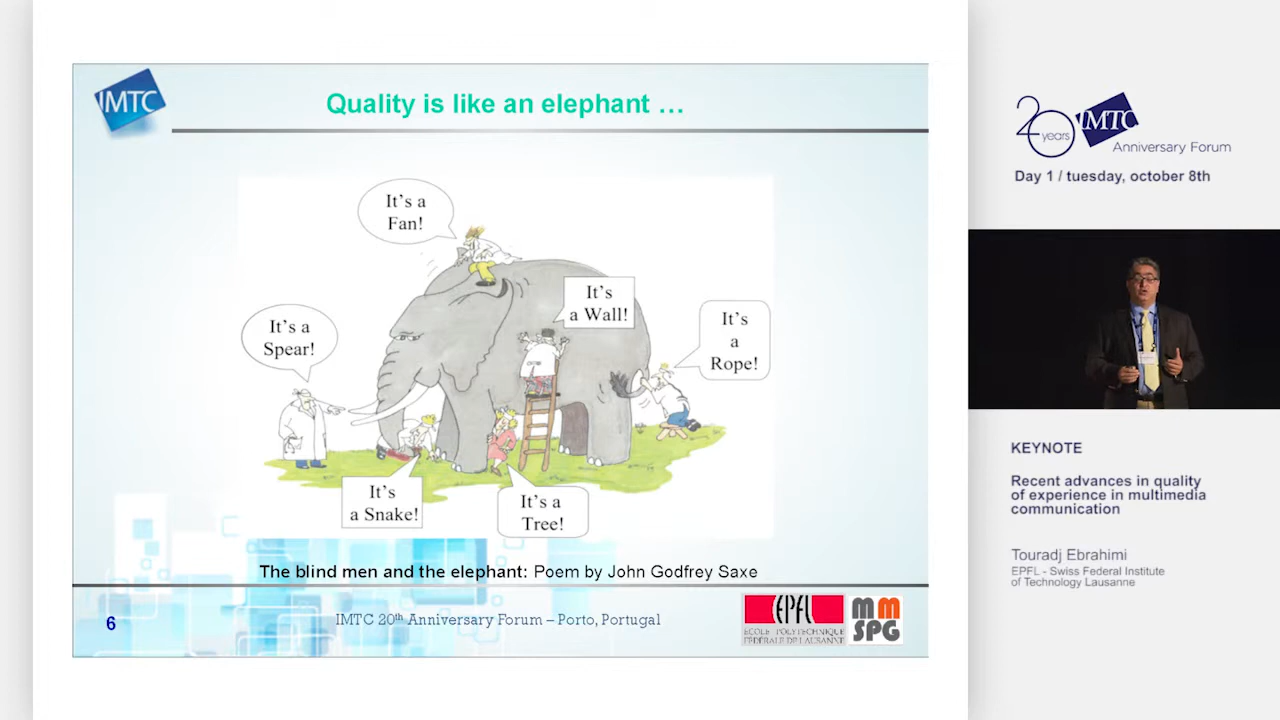 IMTC
Quality is like an elephant …
It's a
Fan!
It's
a Wall!
It's
a
Rope!
It's a
Spear!
It's
a Snake!
It's a
Tree!
The blind men and the elephant: Poem by John Godfrey Saxe
6
IMTC 20th Anniversary Forum – Porto, Portugal
EPFL
ÉCOLE POLYTECHNIQUE
FÉDÉRALE DE LAUSANNE
MM
SPG
20 years
IMTC
Anniversary Forum
Day 1 / tuesday, october 8th
KEYNOTE
Recent advances in quality
of experience in multimedia
communication
Touradj Ebrahimi
EPFL - Swiss Federal Institute
of Technology Lausanne